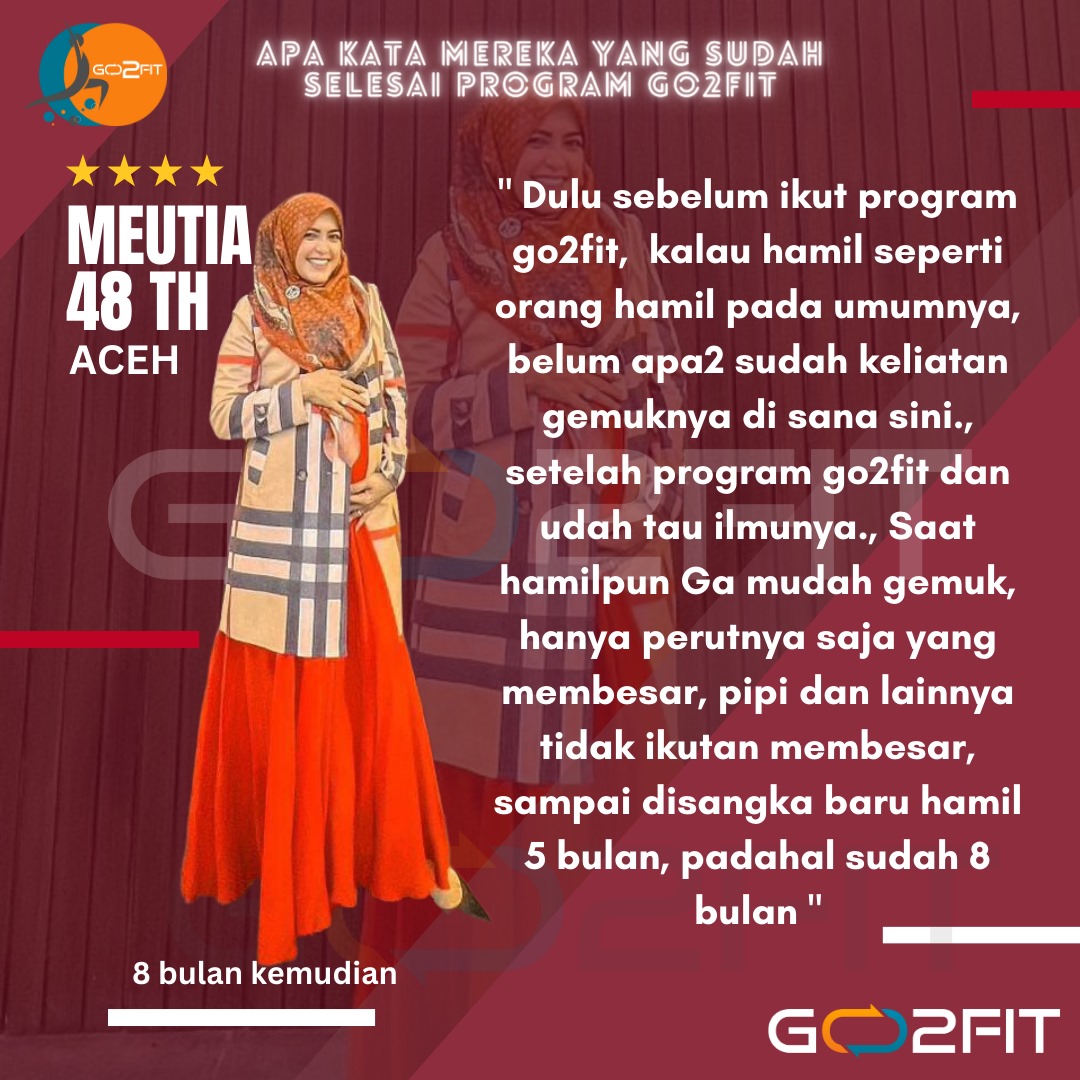 GO2FIT
APA KATA MEREKA YANG SUDAH
SELESAI PROGRAM GO2FIT
MEUTIA
48 TH
ACEH
" Dulu sebelum ikut program
go2fit,  kalau hamil seperti
orang hamil pada umumnya,
belum apa2 sudah keliatan
gemuknya di sana sini.,
setelah program go2fit dan
udah tau ilmunya., Saat
hamilpun Ga mudah gemuk,
hanya perutnya saja yang
membesar, pipi dan lainnya
tidak ikutan membesar,
sampai disangka baru hamil
5 bulan, padahal sudah 8
bulan "
GO2FIT
GO2FIT
8 bulan kemudian
GO2FIT